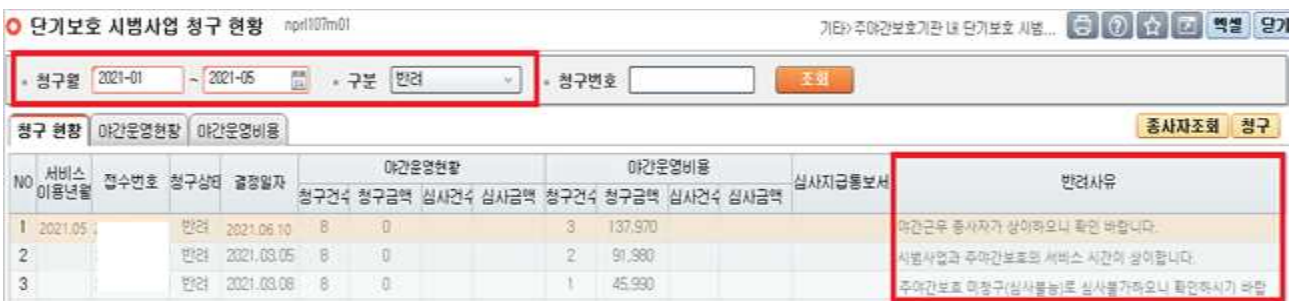 단기보호 시범사업 청구 현황 nprl107m01 기타>주야간보호기관 내 단기보호 시범... 엑셀 닫기
청구월 2021-01 ~ 2021-05 구분 반려 청구번호 조회
청구 현황 야간운영현황 야간운영비용 종사자조회 청구
NO 서비스이용년월 접수번호 청구상태 결정일자 야간운영현황 야간운영비용 심사지급통보서 반려사유
청구건수 청구금액 심사건수 심사금액 청구건수 청구금액 심사건수 심사금액
1 2021.05 반려 2021.06.10 8 0 3 137,970 야간근무 종사자가 상이하오니 확인 바랍니다.
2 반려 2021.03.05 8 0 2 91,980 시범사업과 주야간보호의 서비스 시간이 상이합니다.
3 반려 2021.03.08 8 0 1 45,990 주야간보호 미청구(심사불능)로 심사불가하오니 확인하시기 바랍